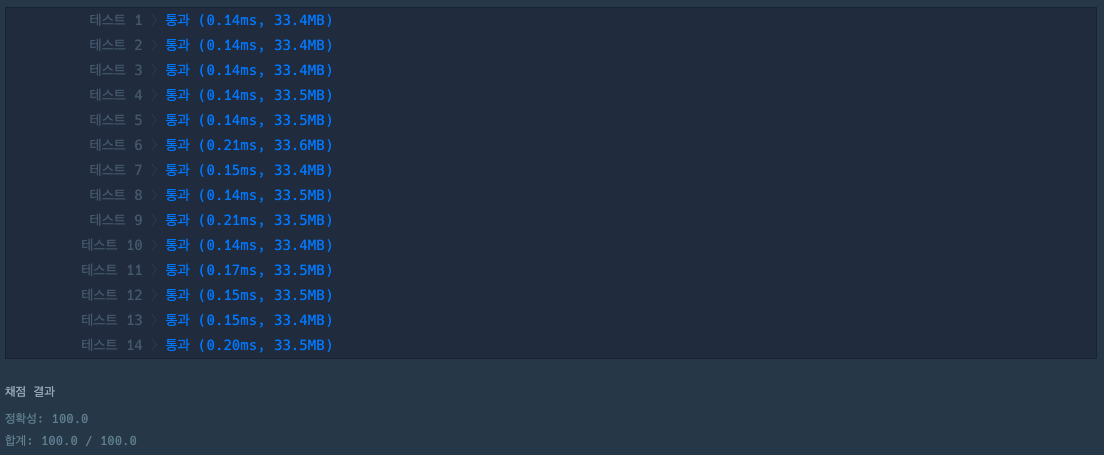 테스트 1 〉 통과 (0.14ms, 33.4MB)
테스트 2 〉 통과 (0.14ms, 33.4MB)
테스트 3 〉 통과 (0.14ms, 33.4MB)
테스트 4 〉 통과 (0.14ms, 33.5MB)
테스트 5 〉 통과 (0.14ms, 33.5MB)
테스트 6 〉 통과 (0.21ms, 33.6MB)
테스트 7 〉 통과 (0.15ms, 33.4MB)
테스트 8 〉 통과 (0.14ms, 33.5MB)
테스트 9 〉 통과 (0.21ms, 33.5MB)
테스트 10 〉 통과 (0.14ms, 33.4MB)
테스트 11 〉 통과 (0.17ms, 33.5MB)
테스트 12 〉 통과 (0.15ms, 33.5MB)
테스트 13 〉 통과 (0.15ms, 33.4MB)
테스트 14 〉 통과 (0.20ms, 33.5MB)
채점 결과
정확성: 100.0
합계: 100.0 / 100.0